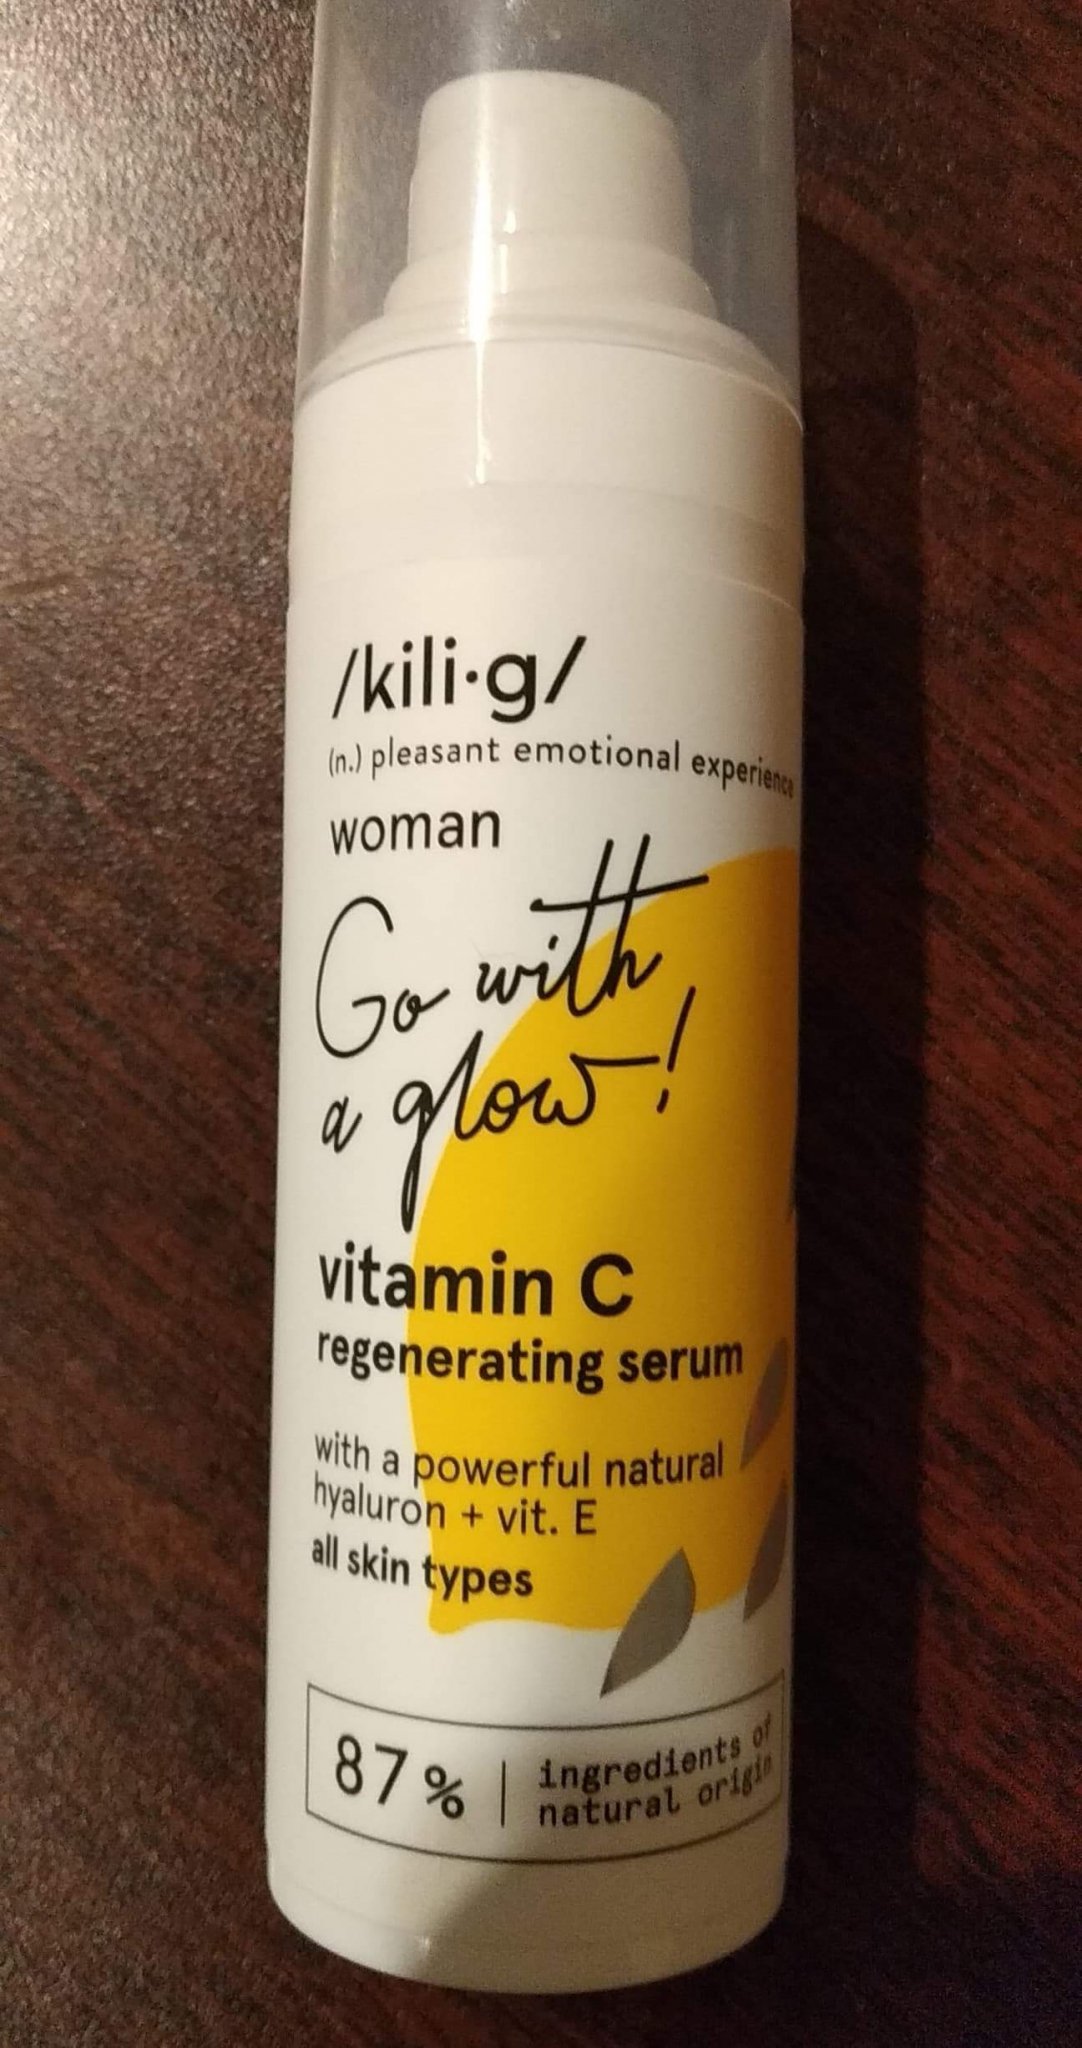 /kili·g/
(n.) pleasant emotional experience
woman
Go with
a glow!
vitamin C
regenerating serum
with a powerful natural
hyaluron + vit. E
all skin types
87% | ingredients of
natural origin